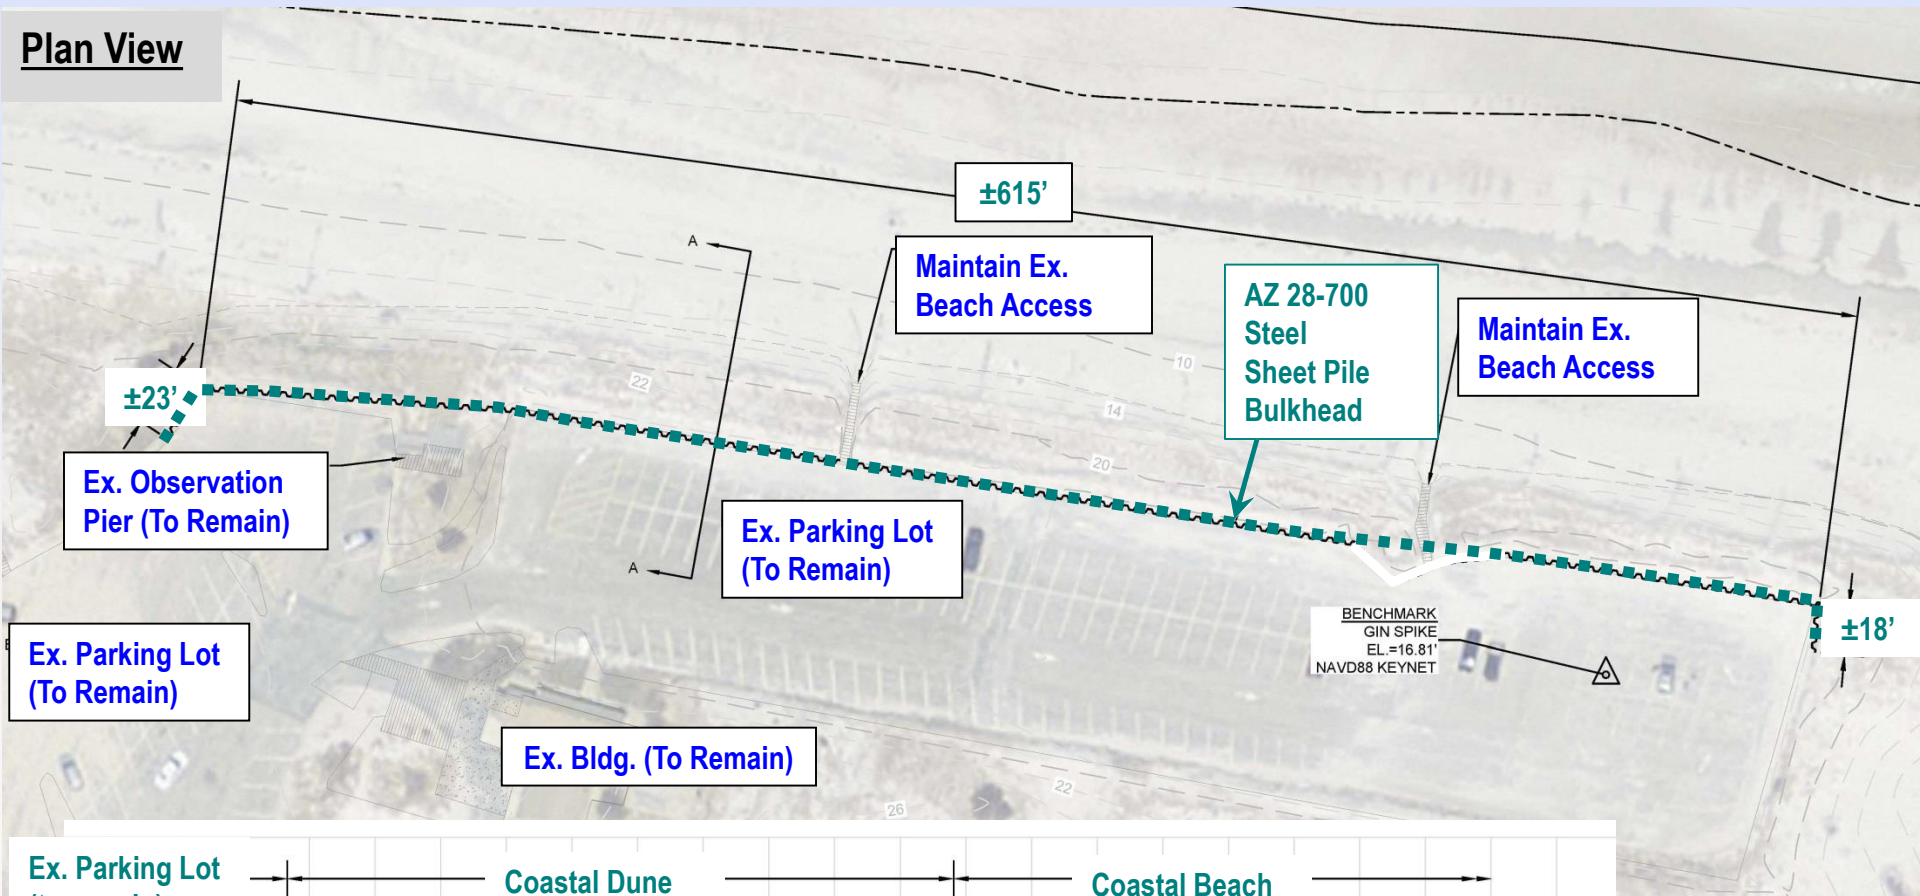 Plan View
±615’
A
Maintain Ex.
Beach Access
AZ 28-700
Steel
Sheet Pile
Bulkhead
Maintain Ex.
Beach Access
10
22
14
±23’
20
Ex. Observation
Pier (To Remain)
Ex. Parking Lot
(To Remain)
A
BENCHMARK
GIN SPIKE
EL.=16.81'
NAVD88 KEYNET
±18’
Ex. Parking Lot
(To Remain)
Ex. Bldg. (To Remain)
22
26
Ex. Parking Lot
Coastal Dune
Coastal Beach